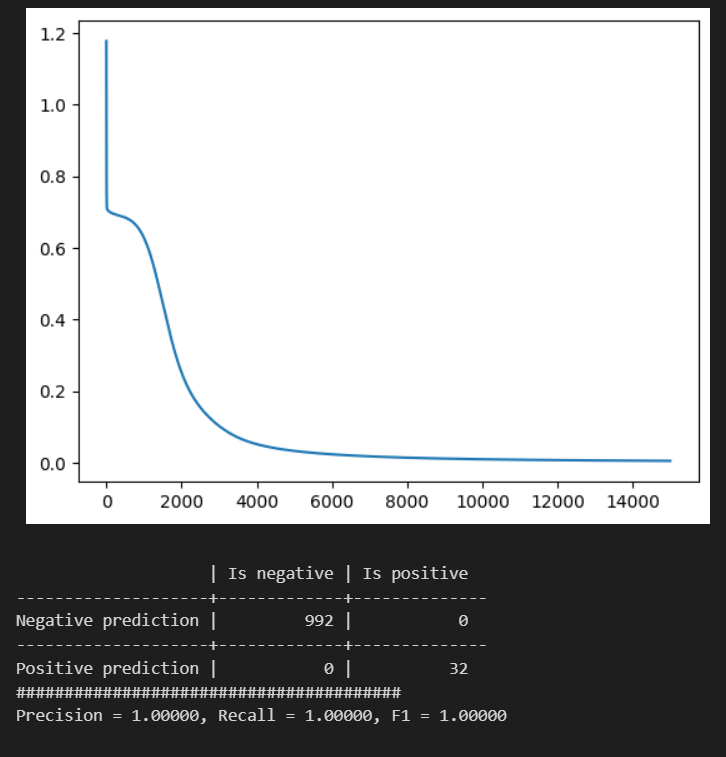 1.2
1.0
0.8
0.6
0.4
0.2
0.0
0 2000 4000 6000 8000 10000 12000 14000
| Is negative | Is positive
--------------------+-------------+--------------
Negative prediction | 992 | 0
--------------------+-------------+--------------
Positive prediction | 0 | 32
########################################
Precision = 1.00000, Recall = 1.00000, F1 = 1.00000